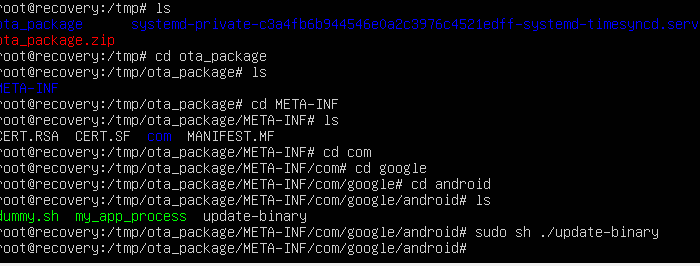 root@recovery:/tmp# ls
ota_package systemd-private-c3a4fb6b944546e0a2c3976c4521edff-systemd-timesyncd.serv
ota_package.zip
root@recovery:/tmp# cd ota_package
root@recovery:/tmp/ota_package# ls
META-INF
root@recovery:/tmp/ota_package# cd META-INF
root@recovery:/tmp/ota_package/META-INF# ls
CERT.RSA CERT.SF com MANIFEST.MF
root@recovery:/tmp/ota_package/META-INF# cd com
root@recovery:/tmp/ota_package/META-INF/com# cd google
root@recovery:/tmp/ota_package/META-INF/com/google# cd android
root@recovery:/tmp/ota_package/META-INF/com/google/android# ls
dummy.sh my_app_process update-binary
root@recovery:/tmp/ota_package/META-INF/com/google/android# sudo sh ./update-binary
root@recovery:/tmp/ota_package/META-INF/com/google/android#